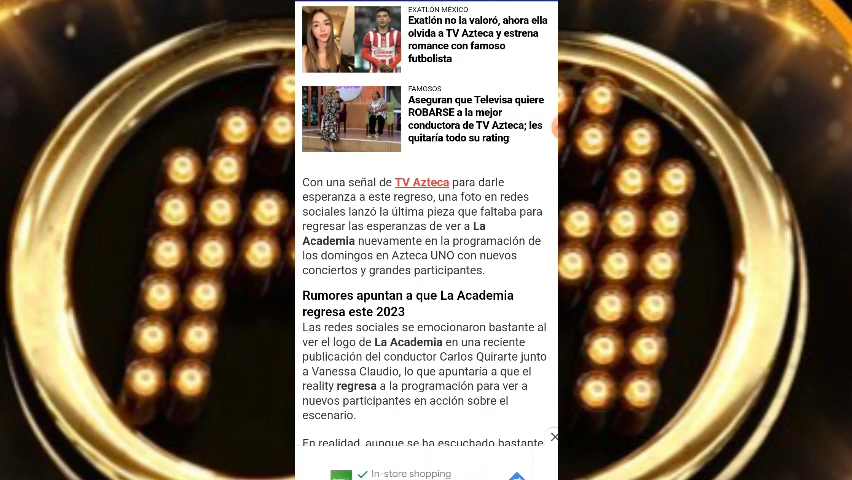 EXATLÓN MÉXICO
Exatlón no la valoró, ahora ella
olvida a TV Azteca y estrena
romance con famoso
futbolista
FAMOSOS
Aseguran que Televisa quiere
ROBARSE a la mejor
conductora de TV Azteca; les
quitaría todo su rating
Con una señal de TV Azteca para darle
esperanza a este regreso, una foto en redes
sociales lanzó la última pieza que faltaba para
regresar las esperanzas de ver a La
Academia nuevamente en la programación de
los domingos en Azteca UNO con nuevos
conciertos y grandes participantes.
Rumores apuntan a que La Academia
regresa este 2023
Las redes sociales se emocionaron bastante al
ver el logo de La Academia en una reciente
publicación del conductor Carlos Quirarte junto
a Vanessa Claudio, lo que apuntaría a que el
reality regresa a la programación para ver a
nuevos participantes en acción sobre el
escenario.
En realidad, aunque se ha escuchado bastante
In-store shopping